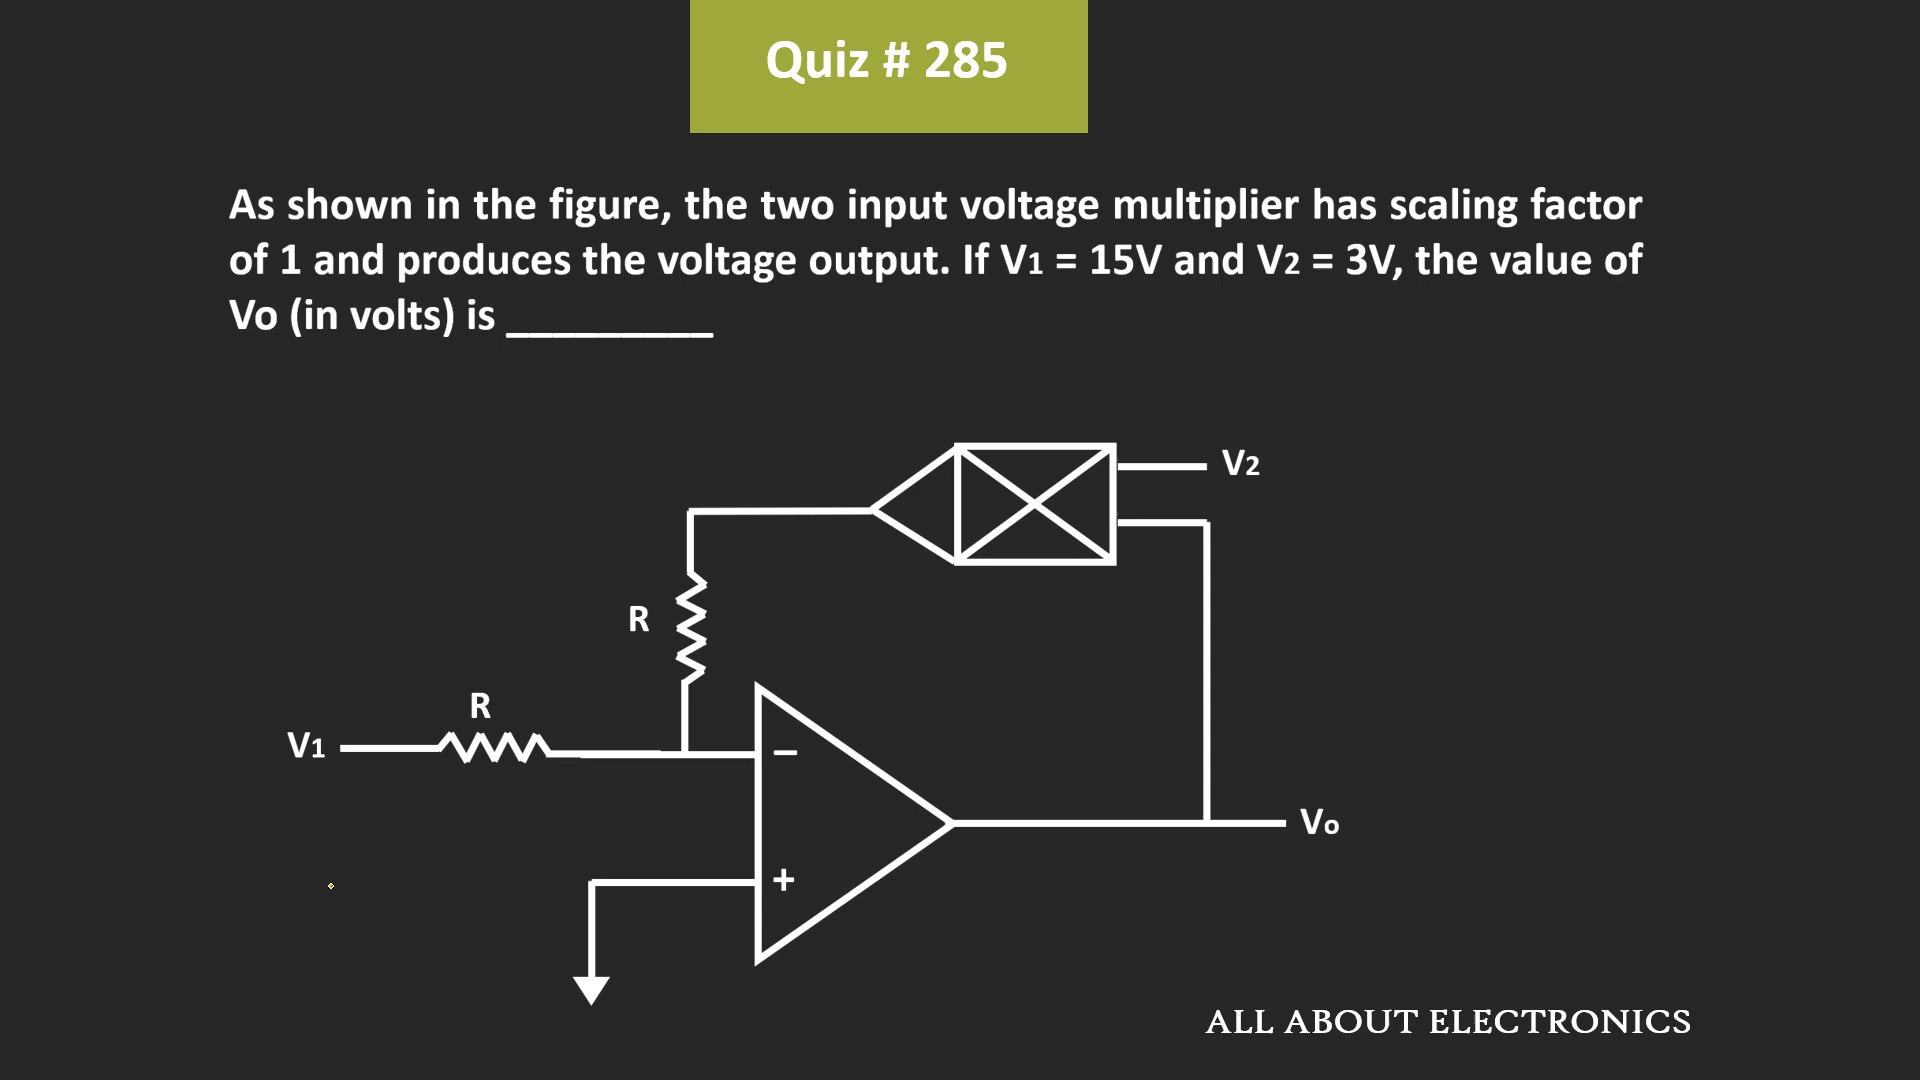 Quiz # 285
As shown in the figure, the two input voltage multiplier has scaling factor
of 1 and produces the voltage output. If V1 = 15V and V2 = 3V, the value of
Vo (in volts) is _________
V2
R
R
V1
−
Vo
+
ALL ABOUT ELECTRONICS